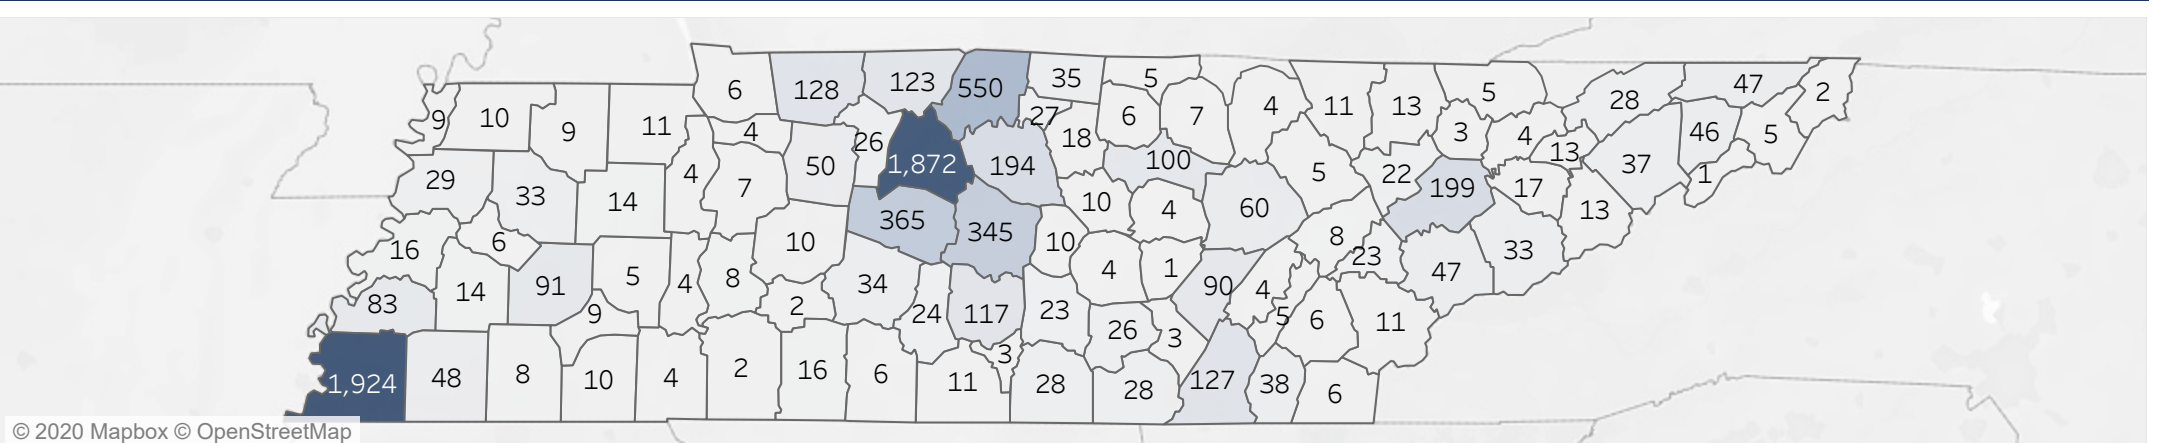 6 128 123 550 35 5
9 10 9 11 4 26 1,872 194 27 18 6 7 4 11 13 5 28 47 2
29 33 14 4 7 50 100 5 22 199 3 4 13 17 37 46 5 1
16 6 10 365 345 10 10 4 60 8 23 47 33 13
83 14 91 5 4 8 2 34 24 117 23 4 1 90 4 5 6 11
9 3 26 3
1,924 48 8 10 4 2 16 6 11 28 28 127 38 6
© 2020 Mapbox © OpenStreetMap